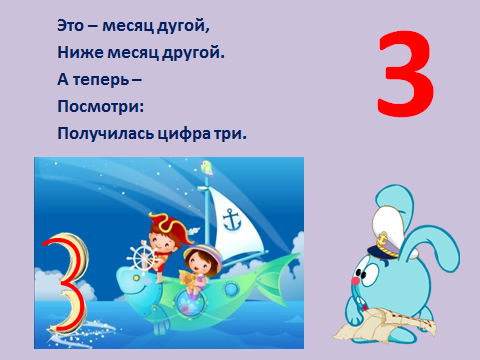 Это – месяц дугой,
Ниже месяц другой.
А теперь –
Посмотри:
Получилась цифра три.
3
3